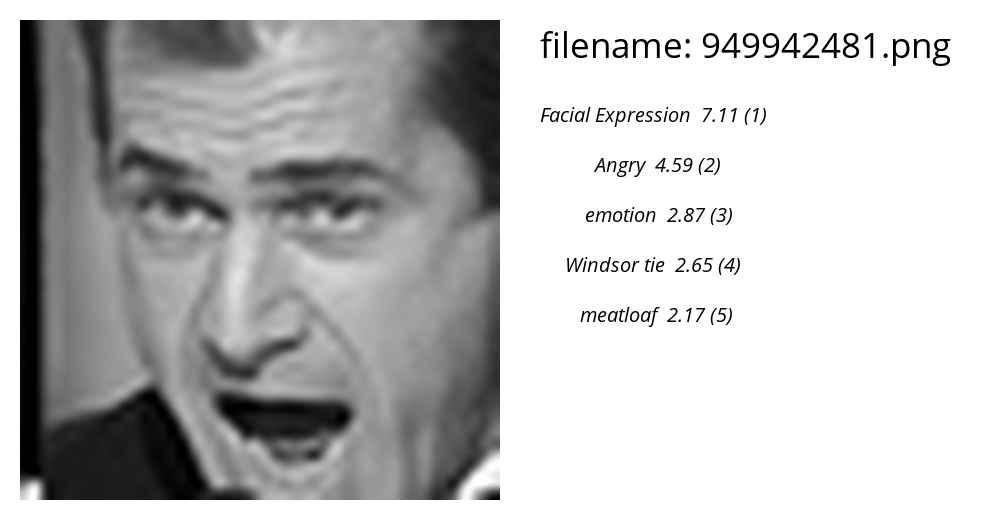 filename: 949942481.png
Facial Expression 7.11 (1)
Angry 4.59 (2)
emotion 2.87 (3)
Windsor tie 2.65 (4)
meatloaf 2.17 (5)